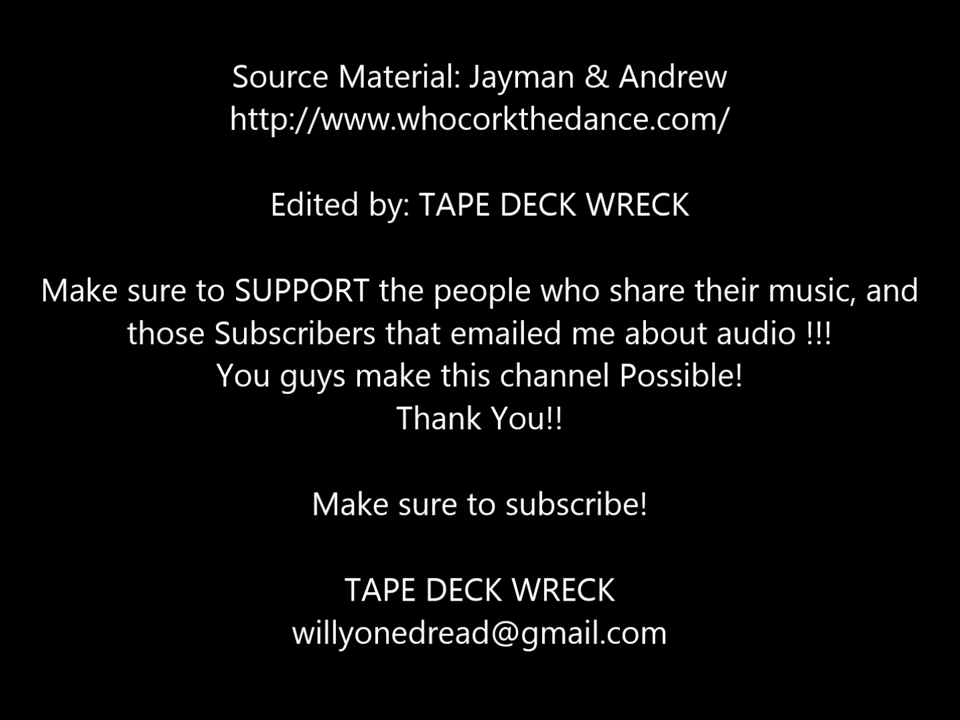 Source Material: Jayman & Andrew
http://www.whocorkthedance.com/
Edited by: TAPE DECK WRECK
Make sure to SUPPORT the people who share their music, and
those Subscribers that emailed me about audio !!!
You guys make this channel Possible!
Thank You!!
Make sure to subscribe!
TAPE DECK WRECK
willyonedread@gmail.com